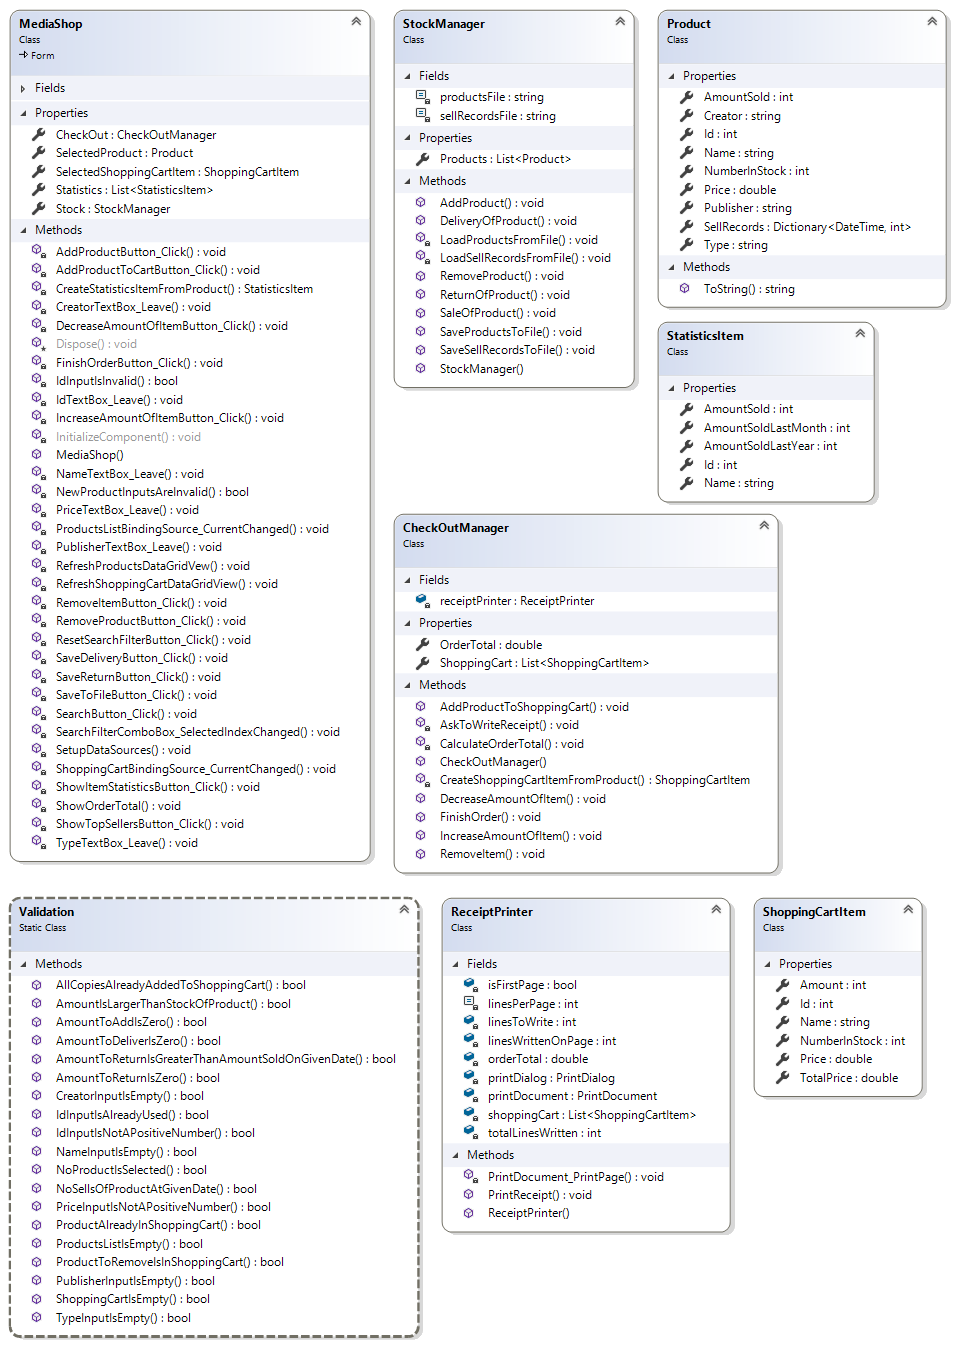 MediaShop
Class
Form
Fields
Properties
CheckOut : CheckOutManager
SelectedProduct : Product
SelectedShoppingCartItem : ShoppingCartItem
Statistics : List<StatisticsItem>
Stock : StockManager
Methods
AddProductButton_Click() : void
AddProductToCartButton_Click() : void
CreateStatisticsItemFromProduct() : StatisticsItem
CreatorTextBox_Leave() : void
DecreaseAmountOfItemButton_Click() : void
Dispose() : void
FinishOrderButton_Click() : void
IdInputIsInvalid() : bool
IdTextBox_Leave() : void
IncreaseAmountOfItemButton_Click() : void
InitializeComponent() : void
MediaShop()
NameTextBox_Leave() : void
NewProductInputsAreInvalid() : bool
PriceTextBox_Leave() : void
ProductsListBindingSource_CurrentChanged() : void
PublisherTextBox_Leave() : void
RefreshProductsDataGridVew() : void
RefreshShoppingCartDataGridView() : void
RemoveItemButton_Click() : void
RemoveProductButton_Click() : void
ResetSearchFilterButton_Click() : void
SaveDeliveryButton_Click() : void
SaveReturnButton_Click() : void
SaveToFileButton_Click() : void
SearchButton_Click() : void
SearchFilterComboBox_SelectedIndexChanged() : void
SetupDataSources() : void
ShoppingCartBindingSource_CurrentChanged() : void
ShowItemStatisticsButton_Click() : void
ShowOrderTotal() : void
ShowTopSellersButton_Click() : void
TypeTextBox_Leave() : void
StockManager
Class
Fields
productsFile : string
sellRecordsFile : string
Properties
Products : List<Product>
Methods
AddProduct() : void
DeliveryOfProduct() : void
LoadProductsFromFile() : void
LoadSellRecordsFromFile() : void
RemoveProduct() : void
ReturnOfProduct() : void
SaleOfProduct() : void
SaveProductsToFile() : void
SaveSellRecordsToFile() : void
StockManager()
Product
Class
Properties
AmountSold : int
Creator : string
Id : int
Name : string
NumberInStock : int
Price : double
Publisher : string
SellRecords : Dictionary<DateTime, int>
Type : string
Methods
ToString() : string
StatisticsItem
Class
Properties
AmountSold : int
AmountSoldLastMonth : int
AmountSoldLastYear : int
Id : int
Name : string
CheckOutManager
Class
Fields
receiptPrinter : ReceiptPrinter
Properties
OrderTotal : double
ShoppingCart : List<ShoppingCartItem>
Methods
AddProductToShoppingCart() : void
AskToWriteReceipt() : void
CalculateOrderTotal() : void
CheckOutManager()
CreateShoppingCartItemFromProduct() : ShoppingCartItem
DecreaseAmountOfItem() : void
FinishOrder() : void
IncreaseAmountOfItem() : void
RemoveItem() : void
Validation
Static Class
Methods
AllCopiesAlreadyAddedToShoppingCart() : bool
AmountIsLargerThanStockOfProduct() : bool
AmountToAddIsZero() : bool
AmountToDeliverIsZero() : bool
AmountToReturnIsGreaterThanAmountSoldOnGivenDate() : bool
AmountToReturnIsZero() : bool
CreatorInputIsEmpty() : bool
IdInputIsAlreadyUsed() : bool
IdInputIsNotAPositiveNumber() : bool
NameInputIsEmpty() : bool
NoProductIsSelected() : bool
NoSellsOfProductAtGivenDate() : bool
PriceInputIsNotAPositiveNumber() : bool
ProductAlreadyInShoppingCart() : bool
ProductsListIsEmpty() : bool
ProductToRemoveIsInShoppingCart() : bool
PublisherInputIsEmpty() : bool
ShoppingCartIsEmpty() : bool
TypeInputIsEmpty() : bool
ReceiptPrinter
Class
Fields
isFirstPage : bool
linesPerPage : int
linesToWrite : int
linesWrittenOnPage : int
orderTotal : double
printDialog : PrintDialog
printDocument : PrintDocument
shoppingCart : List<ShoppingCartItem>
totalLinesWritten : int
Methods
PrintDocument_PrintPage() : void
PrintReceipt() : void
ReceiptPrinter()
ShoppingCartItem
Class
Properties
Amount : int
Id : int
Name : string
NumberInStock : int
Price : double
TotalPrice : double